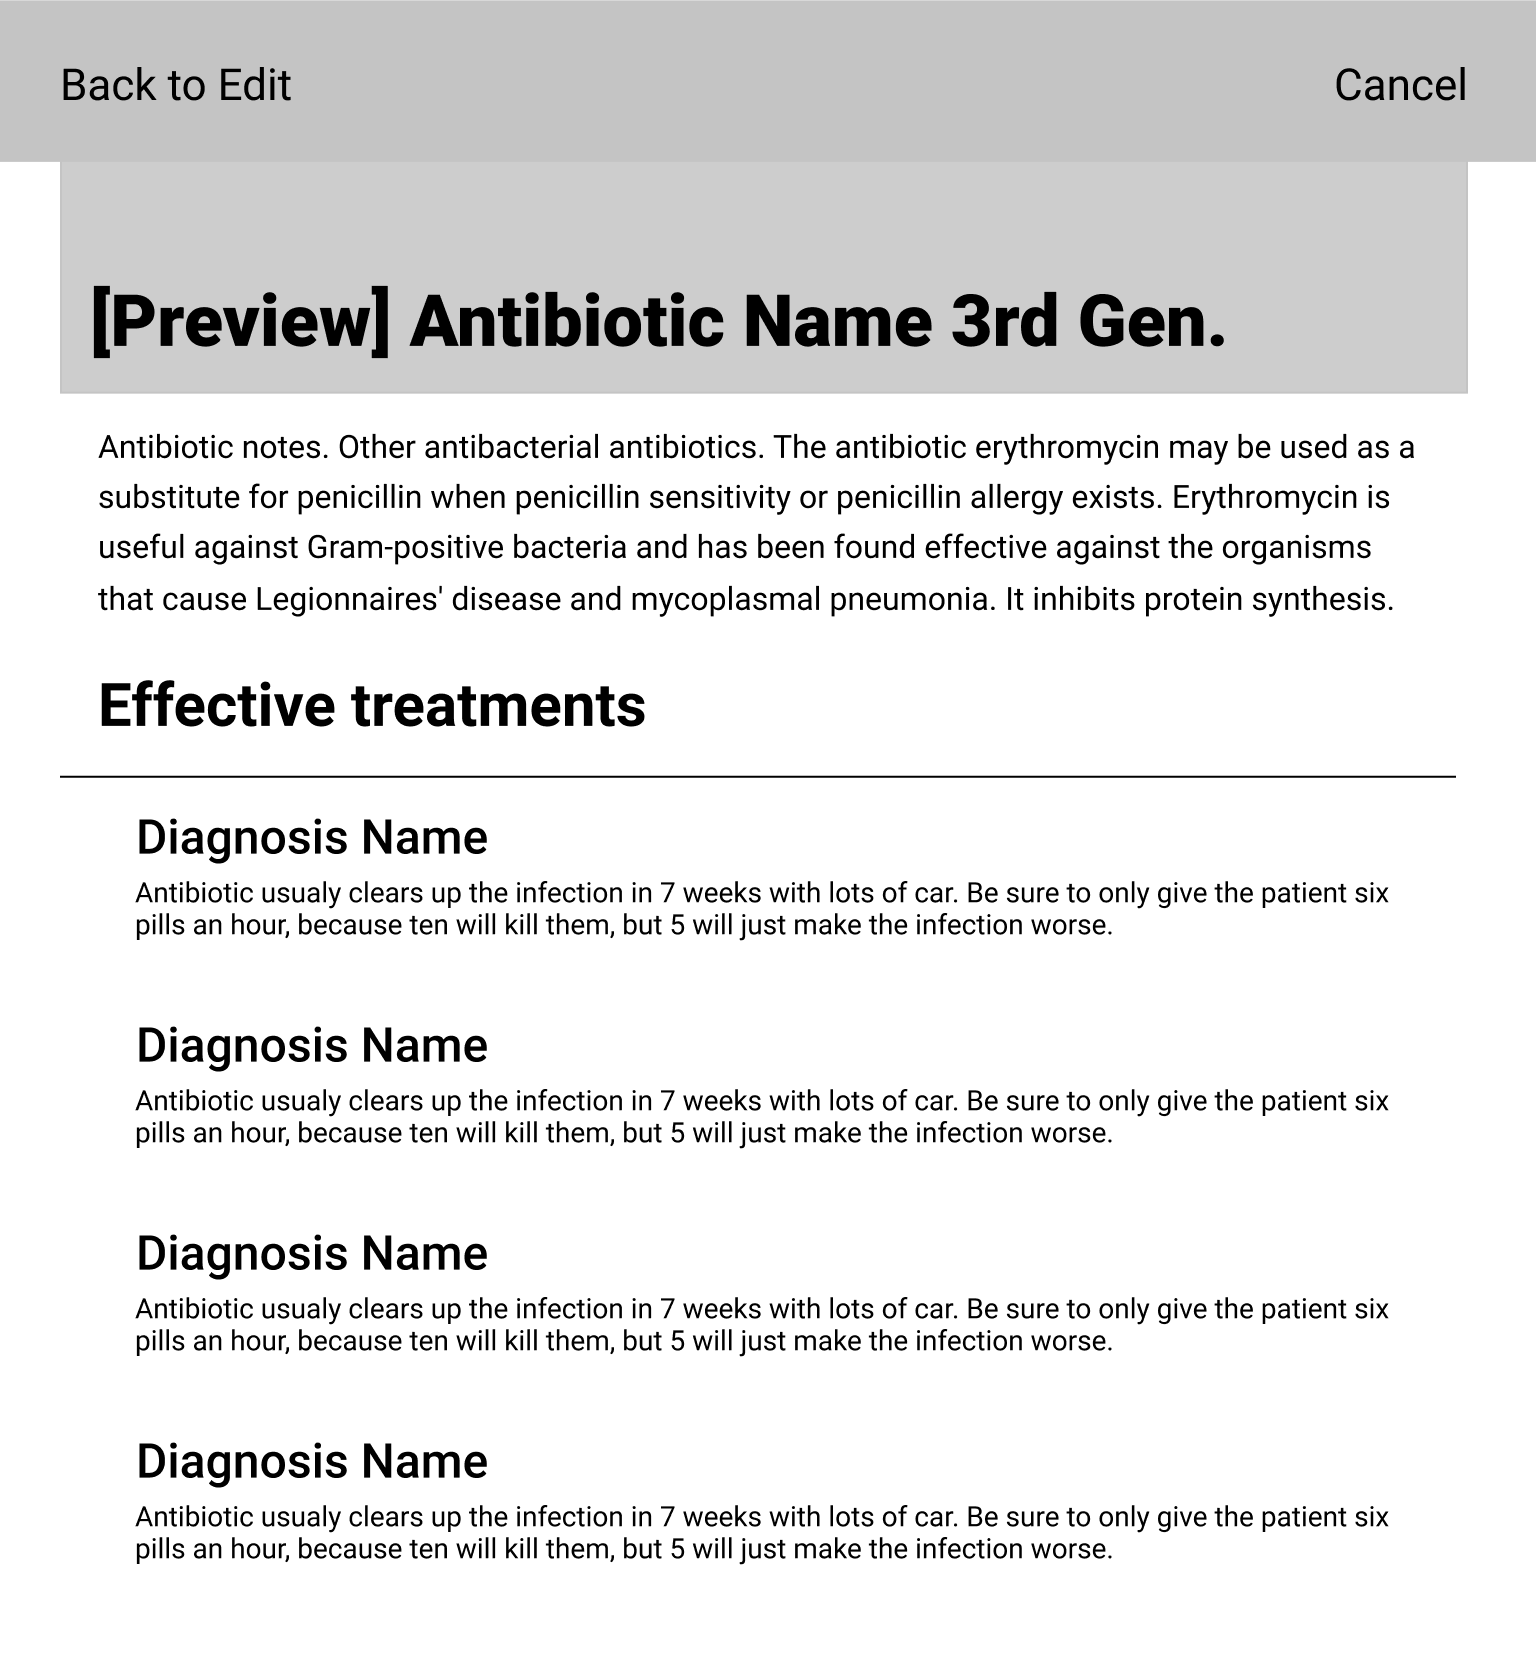 Back to Edit
Cancel
[Preview] Antibiotic Name 3rd Gen.
Antibiotic notes. Other antibacterial antibiotics. The antibiotic erythromycin may be used as a
substitute for penicillin when penicillin sensitivity or penicillin allergy exists. Erythromycin is
useful against Gram-positive bacteria and has been found effective against the organisms
that cause Legionnaires' disease and mycoplasmal pneumonia. It inhibits protein synthesis.
Effective treatments
Diagnosis Name
Antibiotic usualy clears up the infection in 7 weeks with lots of car. Be sure to only give the patient six
pills an hour, because ten will kill them, but 5 will just make the infection worse.
Diagnosis Name
Antibiotic usualy clears up the infection in 7 weeks with lots of car. Be sure to only give the patient six
pills an hour, because ten will kill them, but 5 will just make the infection worse.
Diagnosis Name
Antibiotic usualy clears up the infection in 7 weeks with lots of car. Be sure to only give the patient six
pills an hour, because ten will kill them, but 5 will just make the infection worse.
Diagnosis Name
Antibiotic usualy clears up the infection in 7 weeks with lots of car. Be sure to only give the patient six
pills an hour, because ten will kill them, but 5 will just make the infection worse.